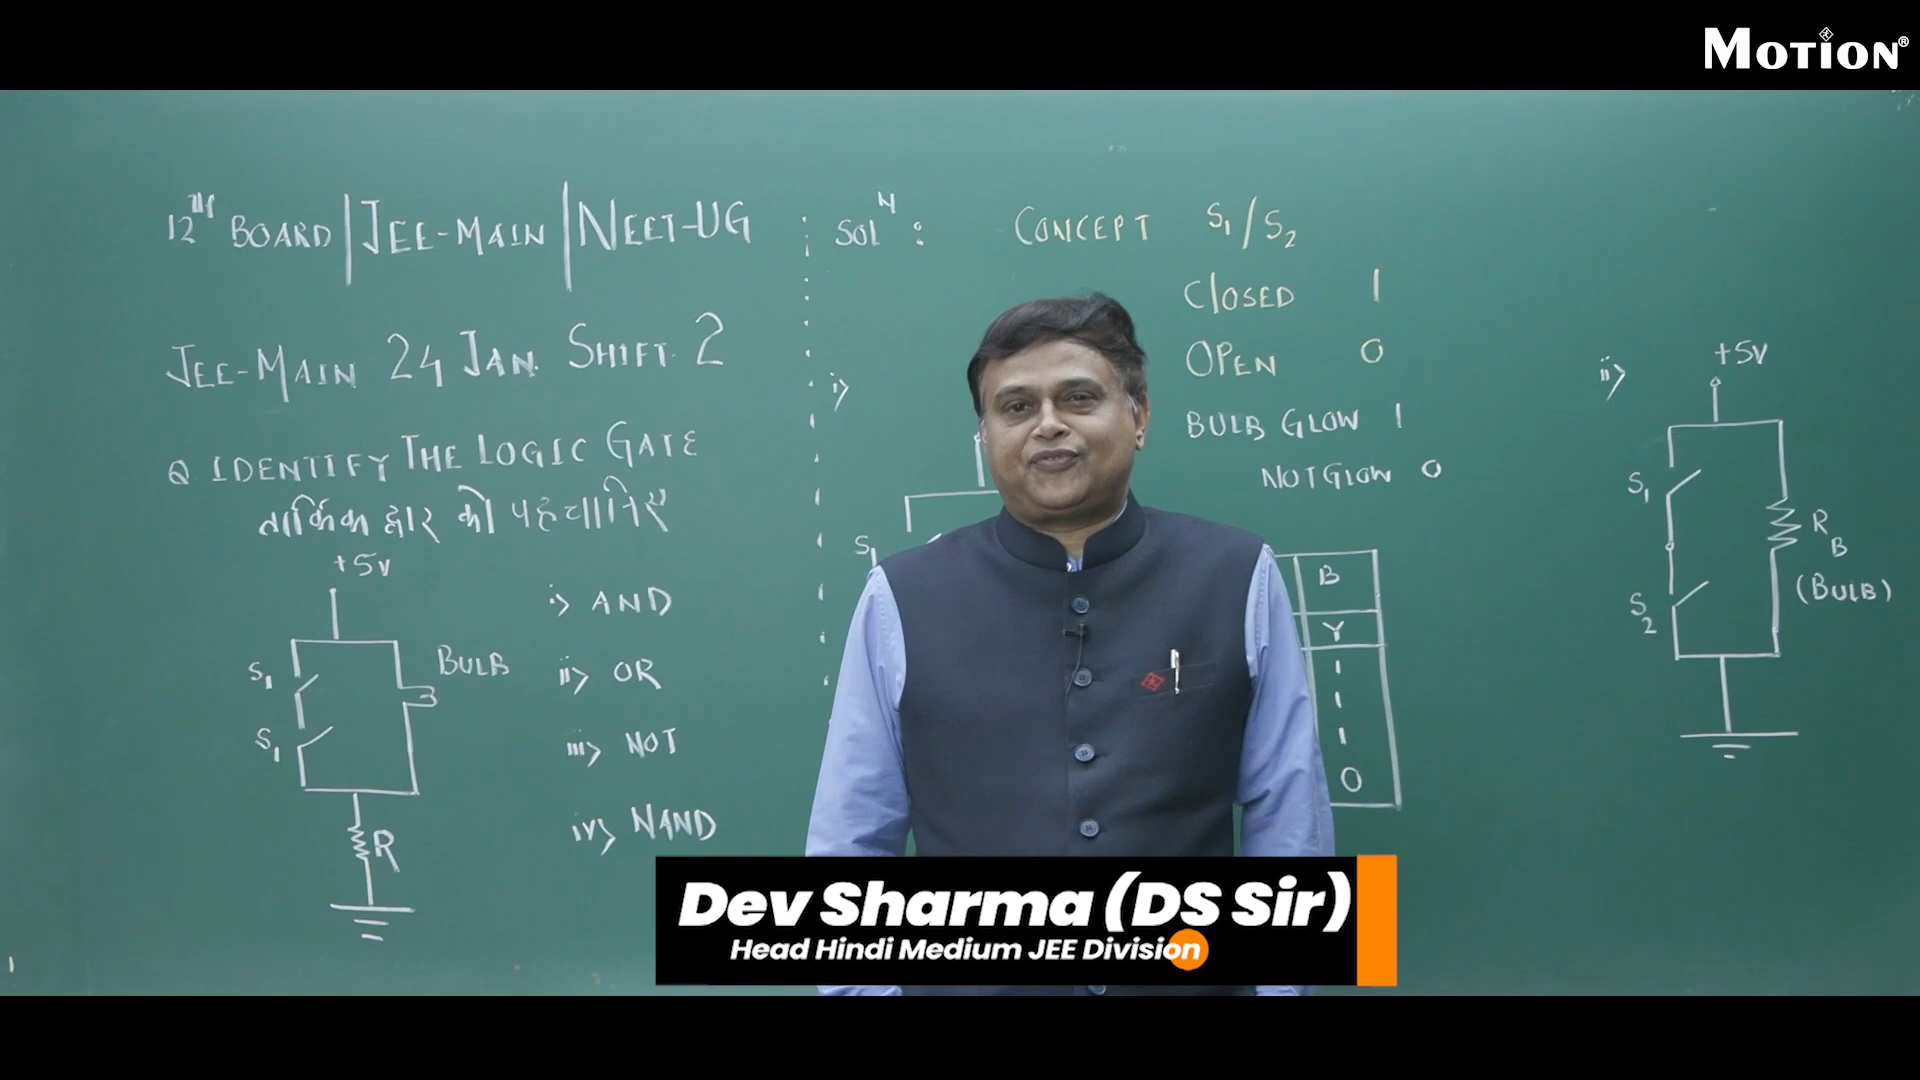 MOTION®
12TH BOARD | JEE-MAIN | NEET-UG
JEE-MAIN 24 JAN. SHIFT. 2
Q IDENTIFY THE LOGIC GATE
तार्किक द्वार को पहचानिए
+5V
S1
S1
BULB
R
i> AND
ii> OR
iii> NOT
iv> NAND
SOLN :
CONCEPT S1/S2
CLOSED 1
OPEN 0
BULB GLOW 1
NOT GLOW 0
i>
S1
B
Y
1
1
1
0
ii>
+5V
S1
S2
RB
(BULB)
Dev Sharma (DS Sir)
Head Hindi Medium JEE Division